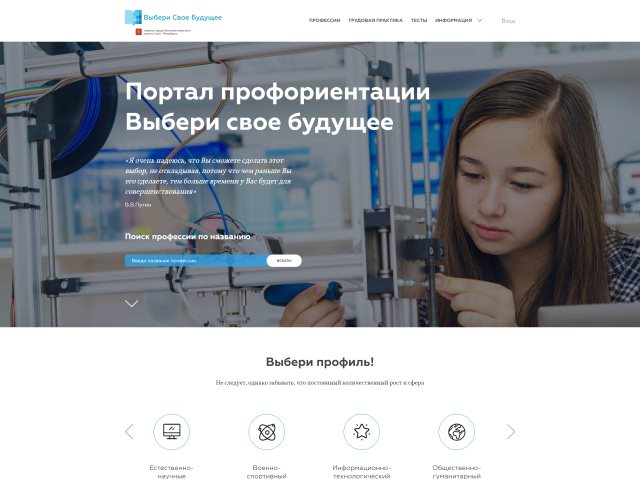 Выбери Свое Будущее
ПРОФЕССИИ
ТРУДОВАЯ ПРАКТИКА
ТЕСТЫ
ИНФОРМАЦИЯ
Вход
Портал профориентации
Выбери свое будущее
«Я очень надеюсь, что Вы сможете сделать этот
выбор, не откладывая, потому что чем раньше Вы
его сделаете, тем больше времени у Вас будет для
совершенствования»
В.В.Путин
Поиск профессии по названию
Введи название профессии
ИСКАТЬ
Выбери профиль!
Не следует, однако забывать, что постоянный количественный рост и сфера
Естественно-
научные
Военно-
спортивный
Информационно-
технологический
Общественно-
гуманитарный